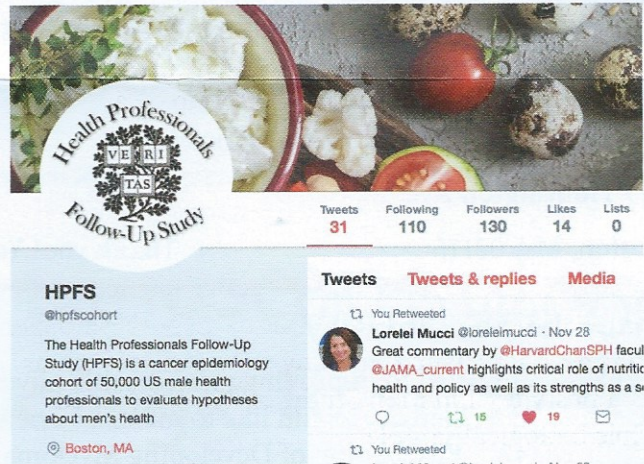 Health Professionals
VE RI
TAS
Follow-Up Study
Tweets Following Followers Likes Lists
31 110 130 14 0
HPFS
@hpfscohort
The Health Professionals Follow-Up
Study (HPFS) is a cancer epidemiology
cohort of 50,000 US male health
professionals to evaluate hypotheses
about men's health
Boston, MA
Tweets Tweets & replies Media
You Retweeted
Lorelei Mucci @loreleimucci · Nov 28
Great commentary by @HarvardChanSPH
@JAMA_current highlights critical role of
health and policy as well as its strengths as a
15 19
You Retweeted